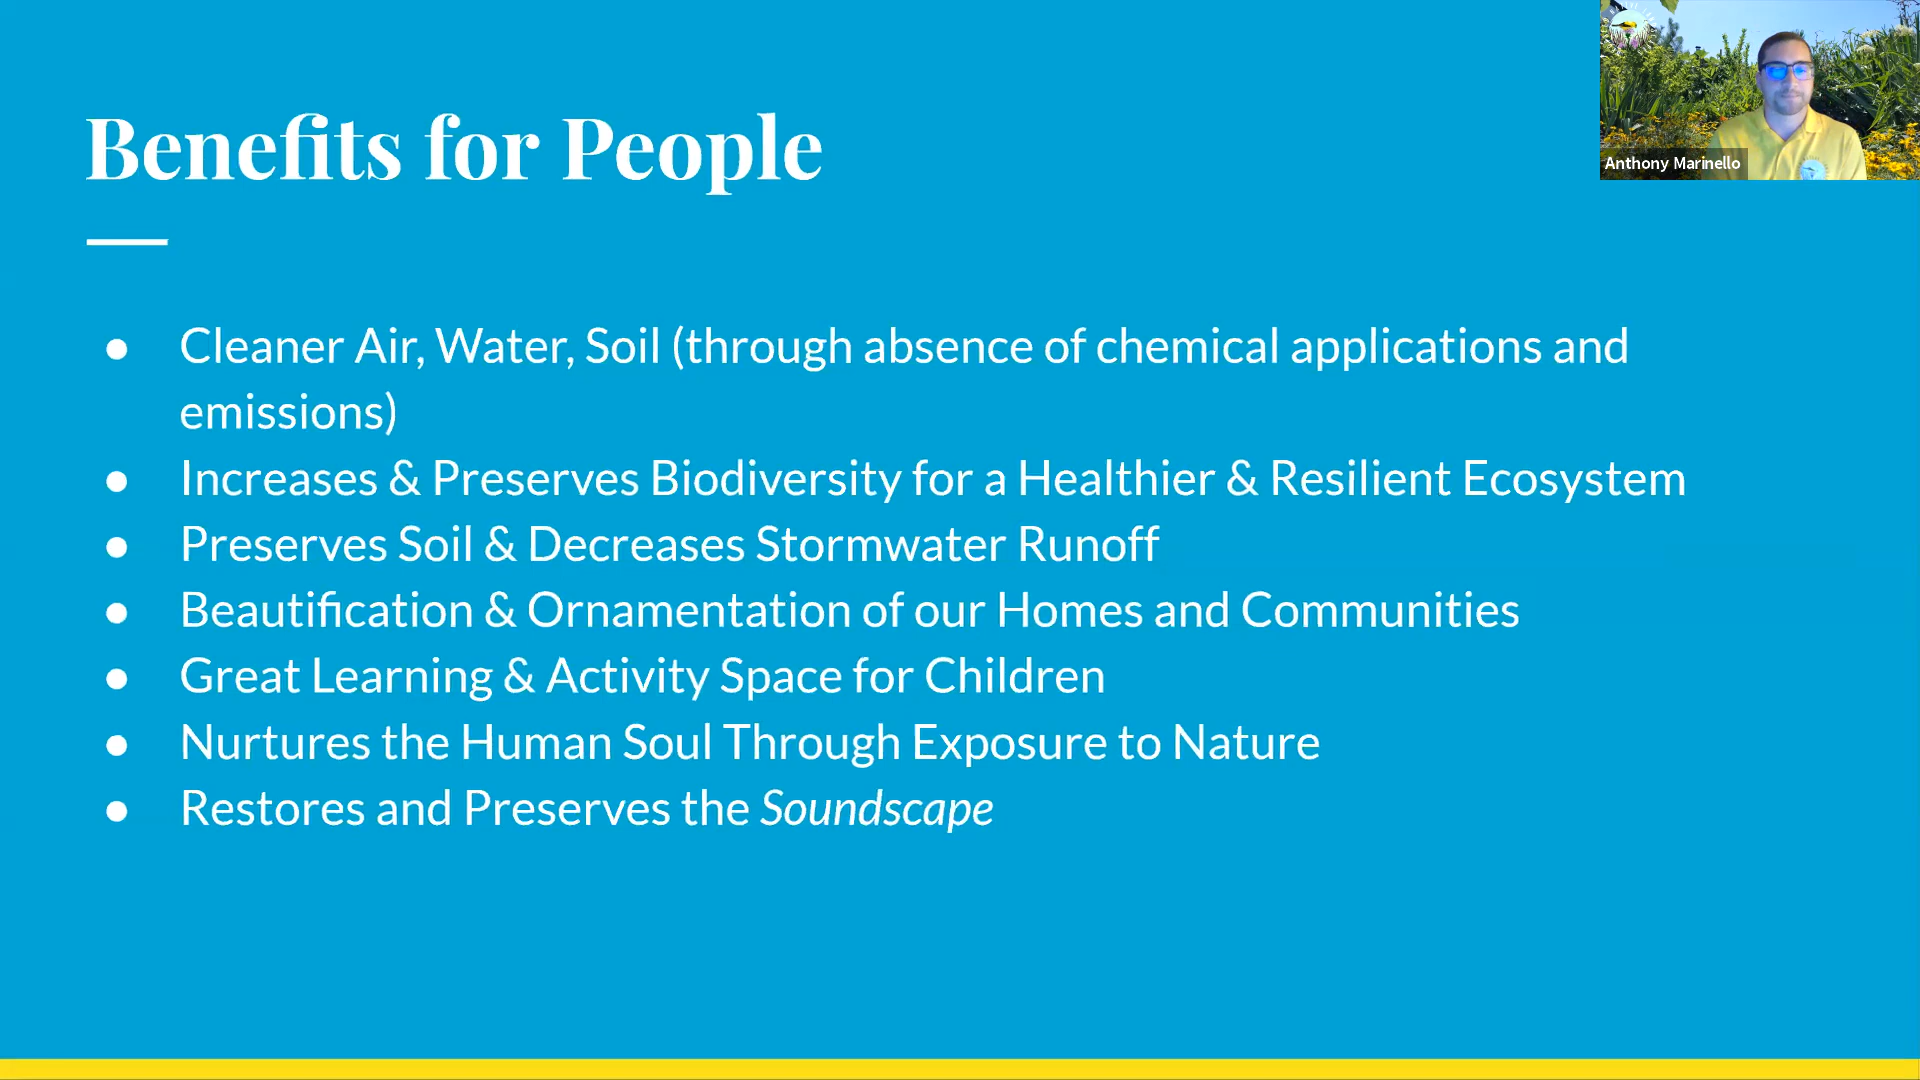 Benefits for People
Anthony Marinello
● Cleaner Air, Water, Soil (through absence of chemical applications and
emissions)
● Increases & Preserves Biodiversity for a Healthier & Resilient Ecosystem
● Preserves Soil & Decreases Stormwater Runoff
● Beautification & Ornamentation of our Homes and Communities
● Great Learning & Activity Space for Children
● Nurtures the Human Soul Through Exposure to Nature
● Restores and Preserves the Soundscape